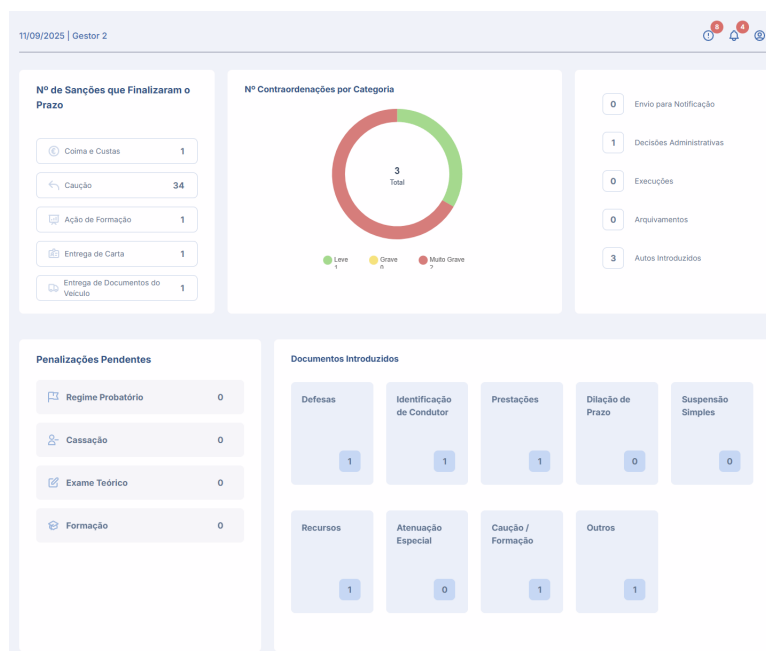 11/09/2025 | Gestor 2
8
4
Nº de Sanções que Finalizaram o
Prazo
Coima e Custas 1
Caução 34
Ação de Formação 1
Entrega de Carta 1
Entrega de Documentos do
Veículo 1
Nº Contraordenações por Categoria
3
Total
Leve
1
Grave
0
Muito Grave
2
0 Envio para Notificação
1 Decisões Administrativas
0 Execuções
0 Arquivamentos
3 Autos Introduzidos
Penalizações Pendentes
Regime Probatório 0
Cassação 0
Exame Teórico 0
Formação 0
Documentos Introduzidos
Defesas
1
Identificação
de Condutor
1
Prestações
1
Dilação de
Prazo
0
Suspensão
Simples
0
Recursos
1
Atenuação
Especial
0
Caução /
Formação
1
Outros
1